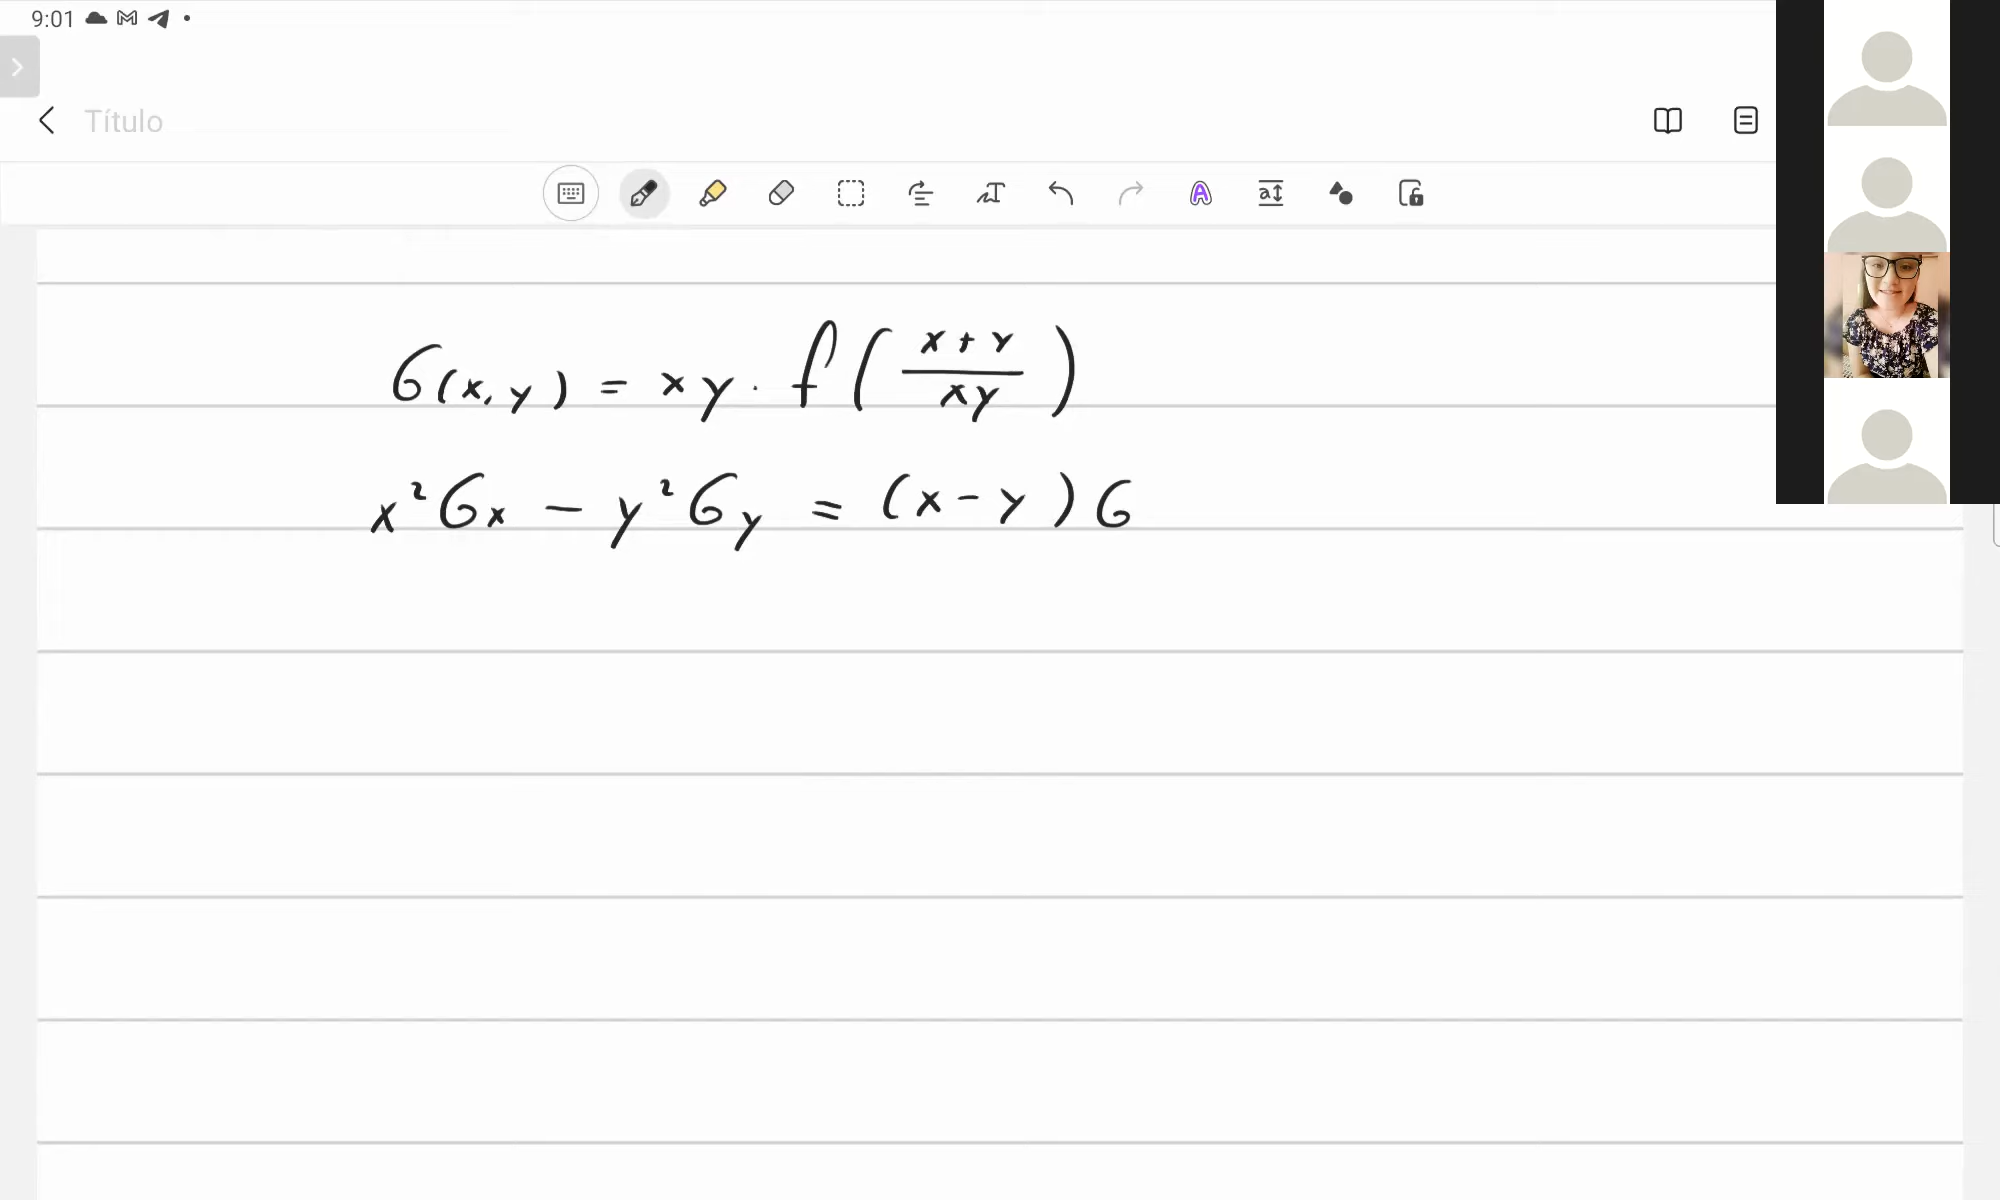 9:01
Título
G(x,y) = xy · f((x+y)/(xy))
x²Gx − y²Gy = (x−y)G